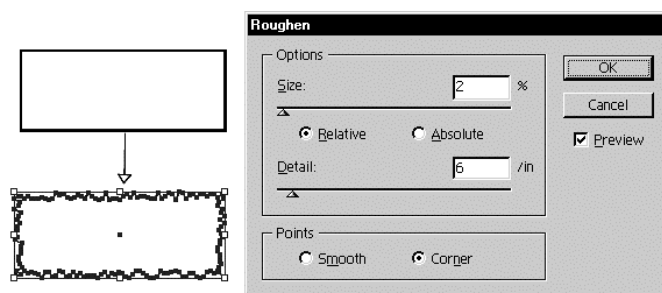 Roughen
Options
Size: 2 %
Relative Absolute
Detail: 6 /in
Points
Smooth Corner
OK
Cancel
Preview